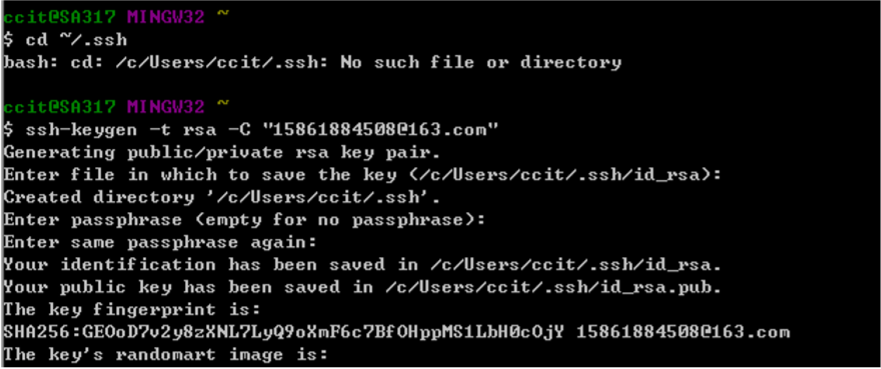 ccit@SA317 MINGW32 ~
$ cd ~/.ssh
bash: cd: /c/Users/ccit/.ssh: No such file or directory
ccit@SA317 MINGW32 ~
$ ssh-keygen -t rsa -C "15861884508@163.com"
Generating public/private rsa key pair.
Enter file in which to save the key (/c/Users/ccit/.ssh/id_rsa):
Created directory '/c/Users/ccit/.ssh'.
Enter passphrase (empty for no passphrase):
Enter same passphrase again:
Your identification has been saved in /c/Users/ccit/.ssh/id_rsa.
Your public key has been saved in /c/Users/ccit/.ssh/id_rsa.pub.
The key fingerprint is:
SHA256:GEOoD7v2y8zXNL7LyQ9oXmF6c7BfOHppMS1LbH0cOjY 15861884508@163.com
The key's randomart image is: